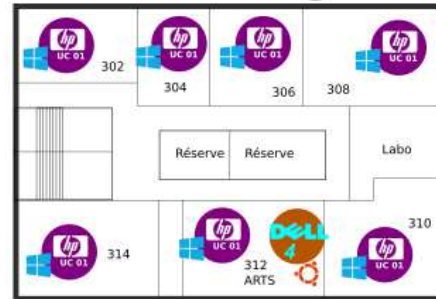 hp
UC 01
302
hp
UC 01
304
hp
UC 01
306
hp
UC 01
308
Réserve
Réserve
Labo
hp
UC 01
314
hp
UC 01
312
ARTS
DELL
4
hp
UC 01
310